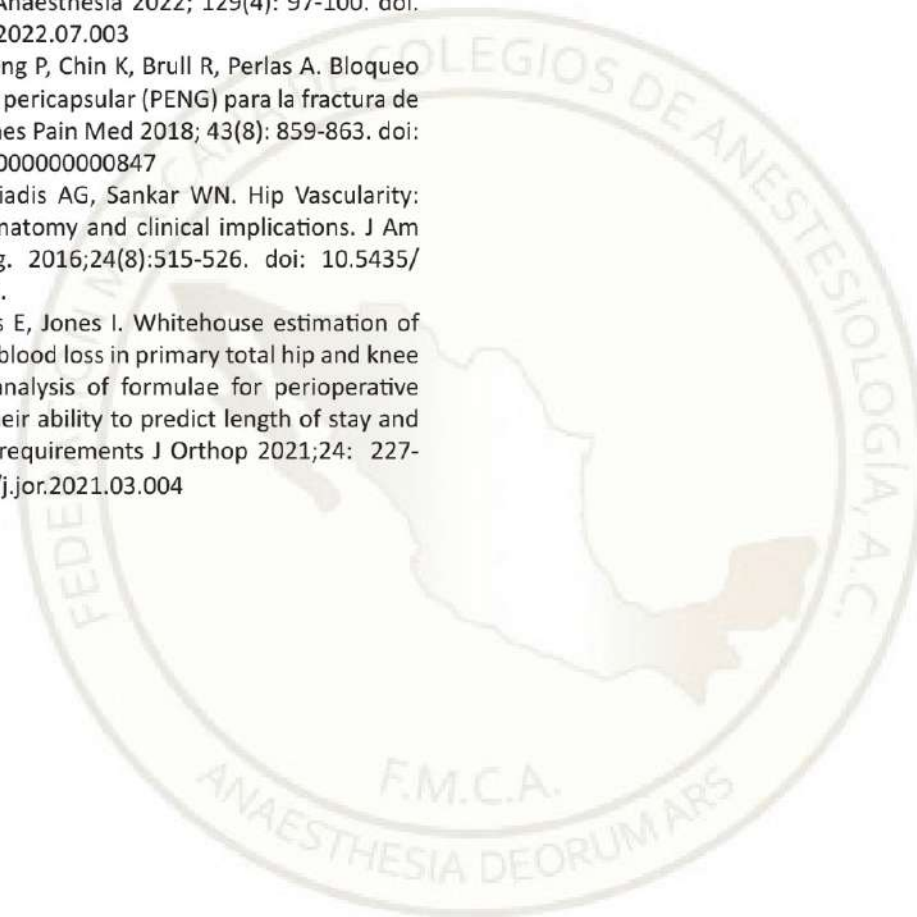 Anaesthesia 2022; 129(4): 97-100. doi:
2022.07.003
ng P, Chin K, Brull R, Perlas A. Bloqueo
pericapsular (PENG) para la fractura de
nes Pain Med 2018; 43(8): 859-863. doi:
000000000847
iadis AG, Sankar WN. Hip Vascularity:
natomy and clinical implications. J Am
g. 2016;24(8):515-526. doi: 10.5435/
.
s E, Jones I. Whitehouse estimation of
blood loss in primary total hip and knee
analysis of formulae for perioperative
eir ability to predict length of stay and
requirements J Orthop 2021;24: 227-
/j.jor.2021.03.004
COLEGIOS DE ANESTESIOLOGÍA, A.C.
F.M.C.A.
ANAESTHESIA DEORUM ARS